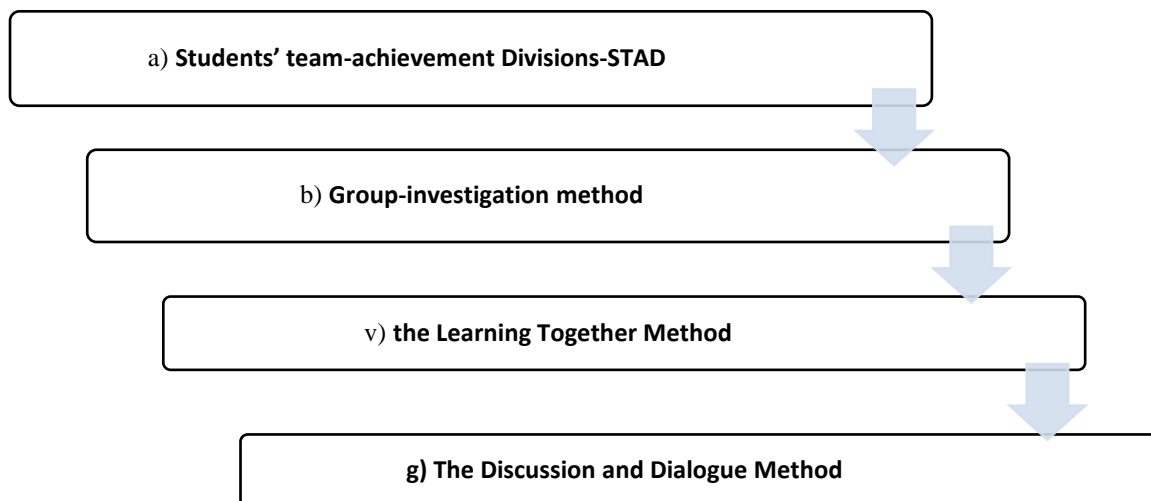 a) Students’ team-achievement Divisions-STAD
b) Group-investigation method
v) the Learning Together Method
g) The Discussion and Dialogue Method